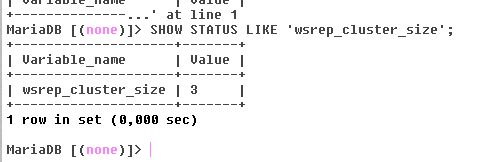 | Variable_name      | Value |
+---------------...' at line 1
MariaDB [(none)]> SHOW STATUS LIKE 'wsrep_cluster_size';
+--------------------+-------+
| Variable_name      | Value |
+--------------------+-------+
| wsrep_cluster_size | 3     |
+--------------------+-------+
1 row in set (0,000 sec)
MariaDB [(none)]>